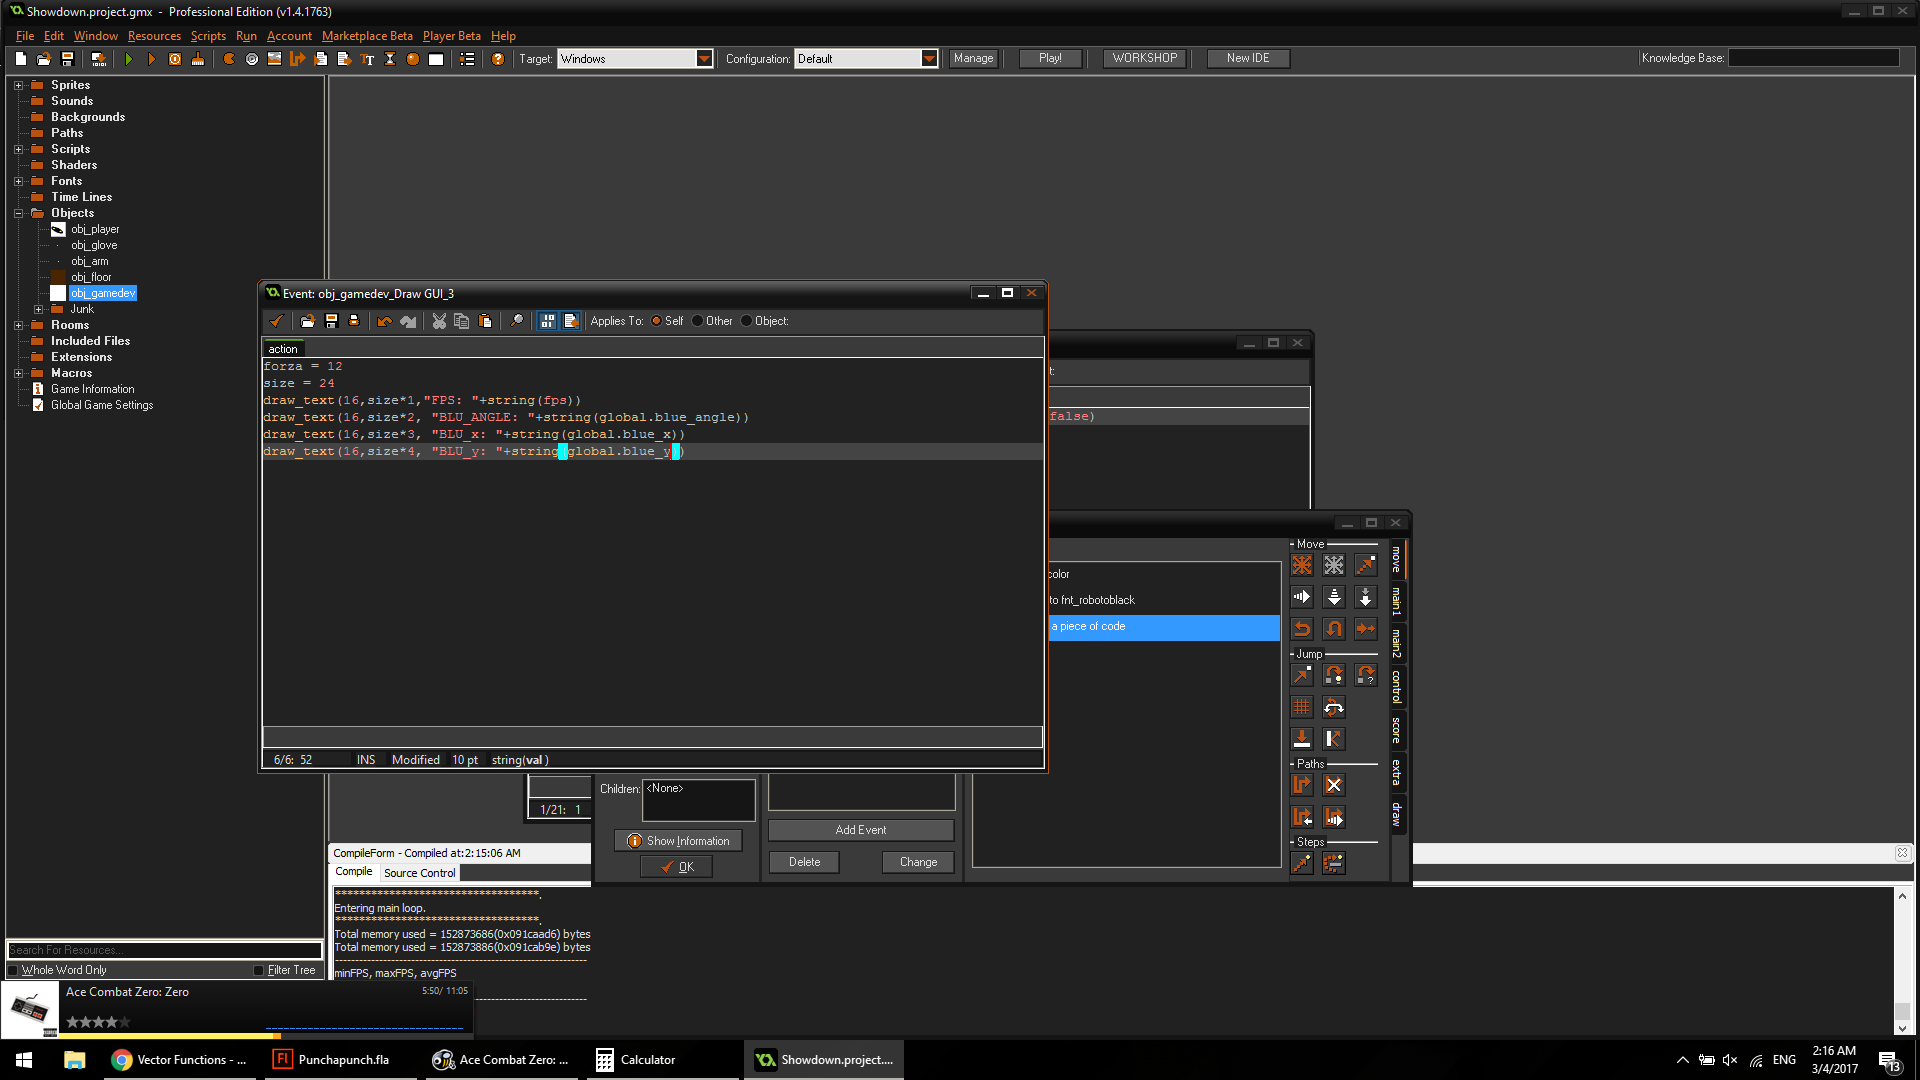 Showdown.project.gmx  -  Professional Edition (v1.4.1763)
File Edit Window Resources Scripts Run Account Marketplace Beta Player Beta Help
Target: Windows Configuration: Default Manage Play! WORKSHOP New IDE Knowledge Base:
Sprites
Sounds
Backgrounds
Paths
Scripts
Shaders
Fonts
Time Lines
Objects
obj_player
obj_glove
obj_arm
obj_floor
obj_gamedev
Junk
Rooms
Included Files
Extensions
Macros
Game Information
Global Game Settings
Search For Resources...
Whole Word Only Filter Tree
Event: obj_gamedev_Draw GUI_3
Applies To: Self Other Object:
action
forza = 12
size = 24
draw_text(16,size*1,"FPS: "+string(fps))
draw_text(16,size*2, "BLU_ANGLE: "+string(global.blue_angle))
draw_text(16,size*3, "BLU_x: "+string(global.blue_x))
draw_text(16,size*4, "BLU_y: "+string(global.blue_y))
6/6: 52 INS Modified 10 pt string(val )
t:
false)
color
to fnt_robotoblack
a piece of code
Move
Jump
Paths
Steps
move
main1
main2
control
score
extra
draw
1/21: 1
Children: <None>
Show Information
OK
Add Event
Delete Change
CompileForm - Compiled at:2:15:06 AM
Compile Source Control
***********************************.
Entering main loop.
***********************************.
Total memory used = 152873686(0x091caad6) bytes
Total memory used = 152873886(0x091cab9e) bytes
minFPS, maxFPS, avgFPS
Ace Combat Zero: Zero 5:50/ 11:05
Vector Functions - ...
Punchapunch.fla
Ace Combat Zero: ...
Calculator
Showdown.project....
ENG
2:16 AM
3/4/2017
13